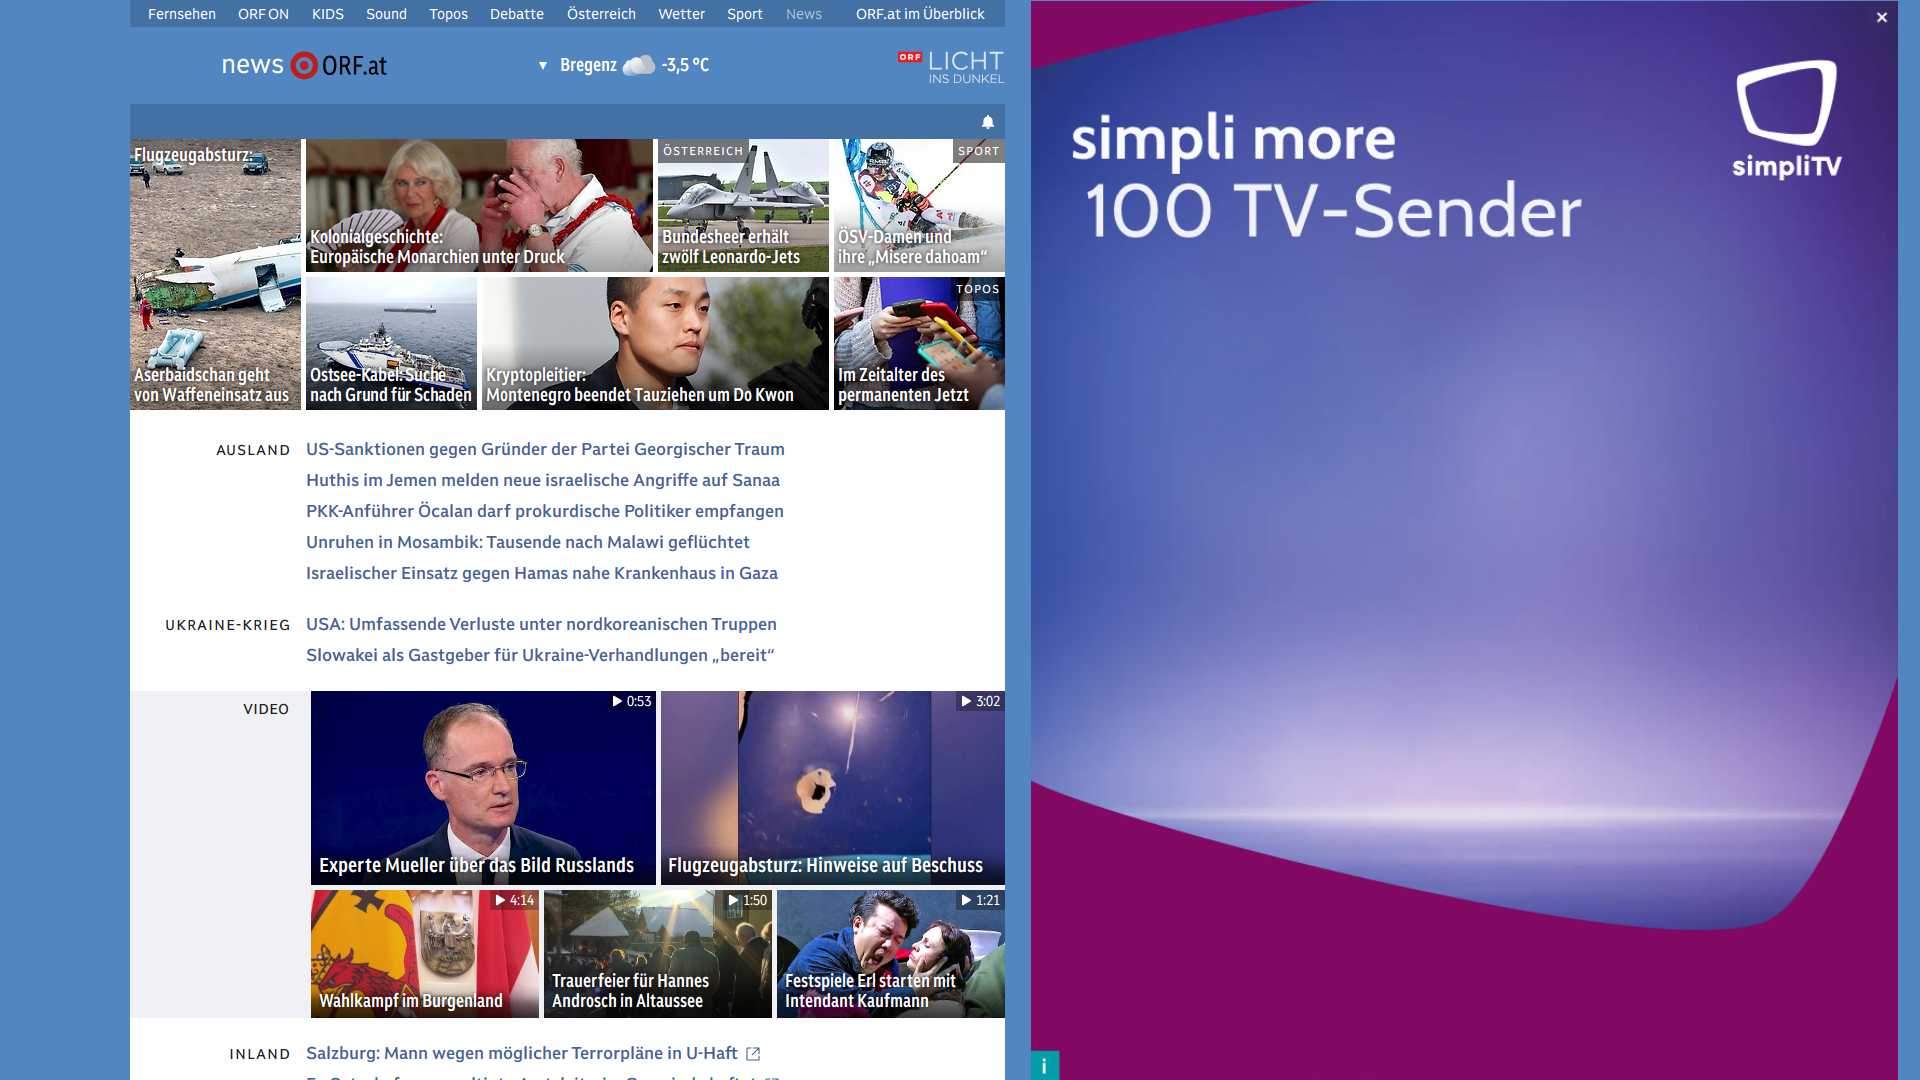 Fernsehen ORF ON KIDS Sound Topos Debatte Österreich Wetter Sport News ORF.at im Überblick
news ORF.at
Bregenz -3,5 °C
ORF LICHT
INS DUNKEL
Flugzeugabsturz:
Aserbaidschan geht
von Waffeneinsatz aus
Kolonialgeschichte:
Europäische Monarchien unter Druck
ÖSTERREICH
Bundesheer erhält
zwölf Leonardo-Jets
SPORT
ÖSV-Damen und
ihre „Misere dahoam“
Ostsee-Kabel: Suche
nach Grund für Schaden
Kryptopleitier:
Montenegro beendet Tauziehen um Do Kwon
TOPOS
Im Zeitalter des
permanenten Jetzt
AUSLAND
US-Sanktionen gegen Gründer der Partei Georgischer Traum
Huthis im Jemen melden neue israelische Angriffe auf Sanaa
PKK-Anführer Öcalan darf prokurdische Politiker empfangen
Unruhen in Mosambik: Tausende nach Malawi geflüchtet
Israelischer Einsatz gegen Hamas nahe Krankenhaus in Gaza
UKRAINE-KRIEG
USA: Umfassende Verluste unter nordkoreanischen Truppen
Slowakei als Gastgeber für Ukraine-Verhandlungen „bereit“
VIDEO
0:53
Experte Mueller über das Bild Russlands
3:02
Flugzeugabsturz: Hinweise auf Beschuss
4:14
Wahlkampf im Burgenland
1:50
Trauerfeier für Hannes
Androsch in Altaussee
1:21
Festspiele Erl starten mit
Intendant Kaufmann
INLAND
Salzburg: Mann wegen möglicher Terrorpläne in U-Haft
simpli more
100 TV-Sender
simpliTV